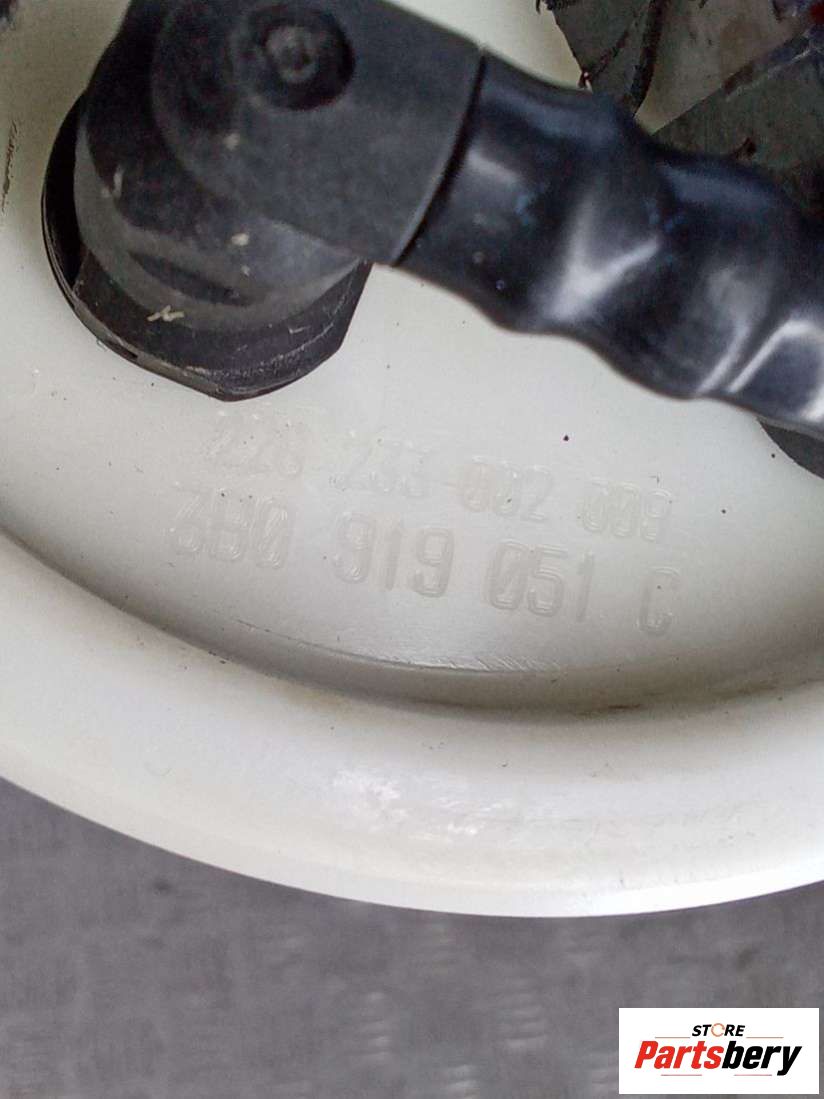 228 233 002 009
3B0 919 051 C
STORE
Partsbery